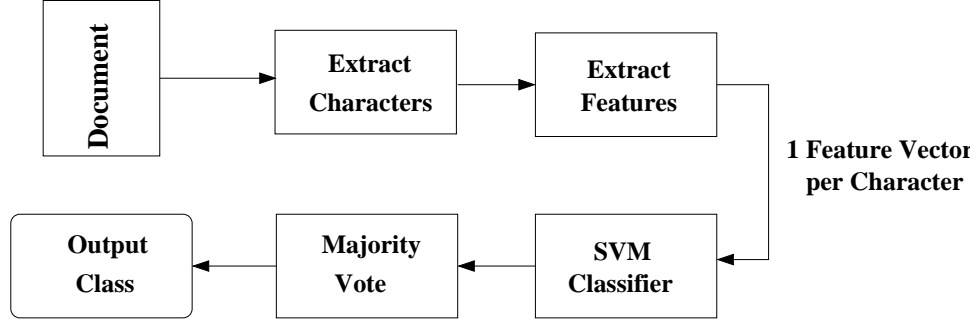 Document
Extract
Characters
Extract
Features
1 Feature Vector
per Character
SVM
Classifier
Majority
Vote
Output
Class